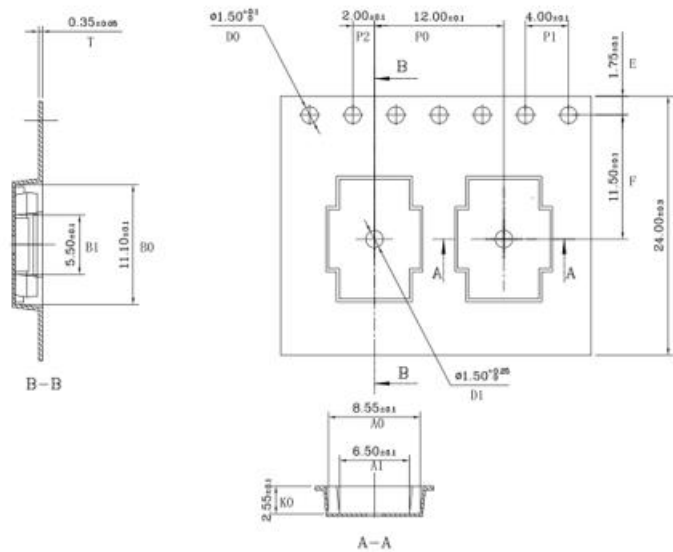 0.35±0.05
T
ø1.50 +0.1 0
D0
2.00±0.1
P2
12.00±0.1
P0
4.00±0.1
P1
1.75±0.1
E
B
11.50±0.1
F
24.00±0.3
5.50±0.1
B1
11.10±0.1
B0
A
A
B
B-B
ø1.50 +0.25 0
D1
8.55±0.1
A0
6.50±0.1
A1
2.55±0.1
K0
A-A